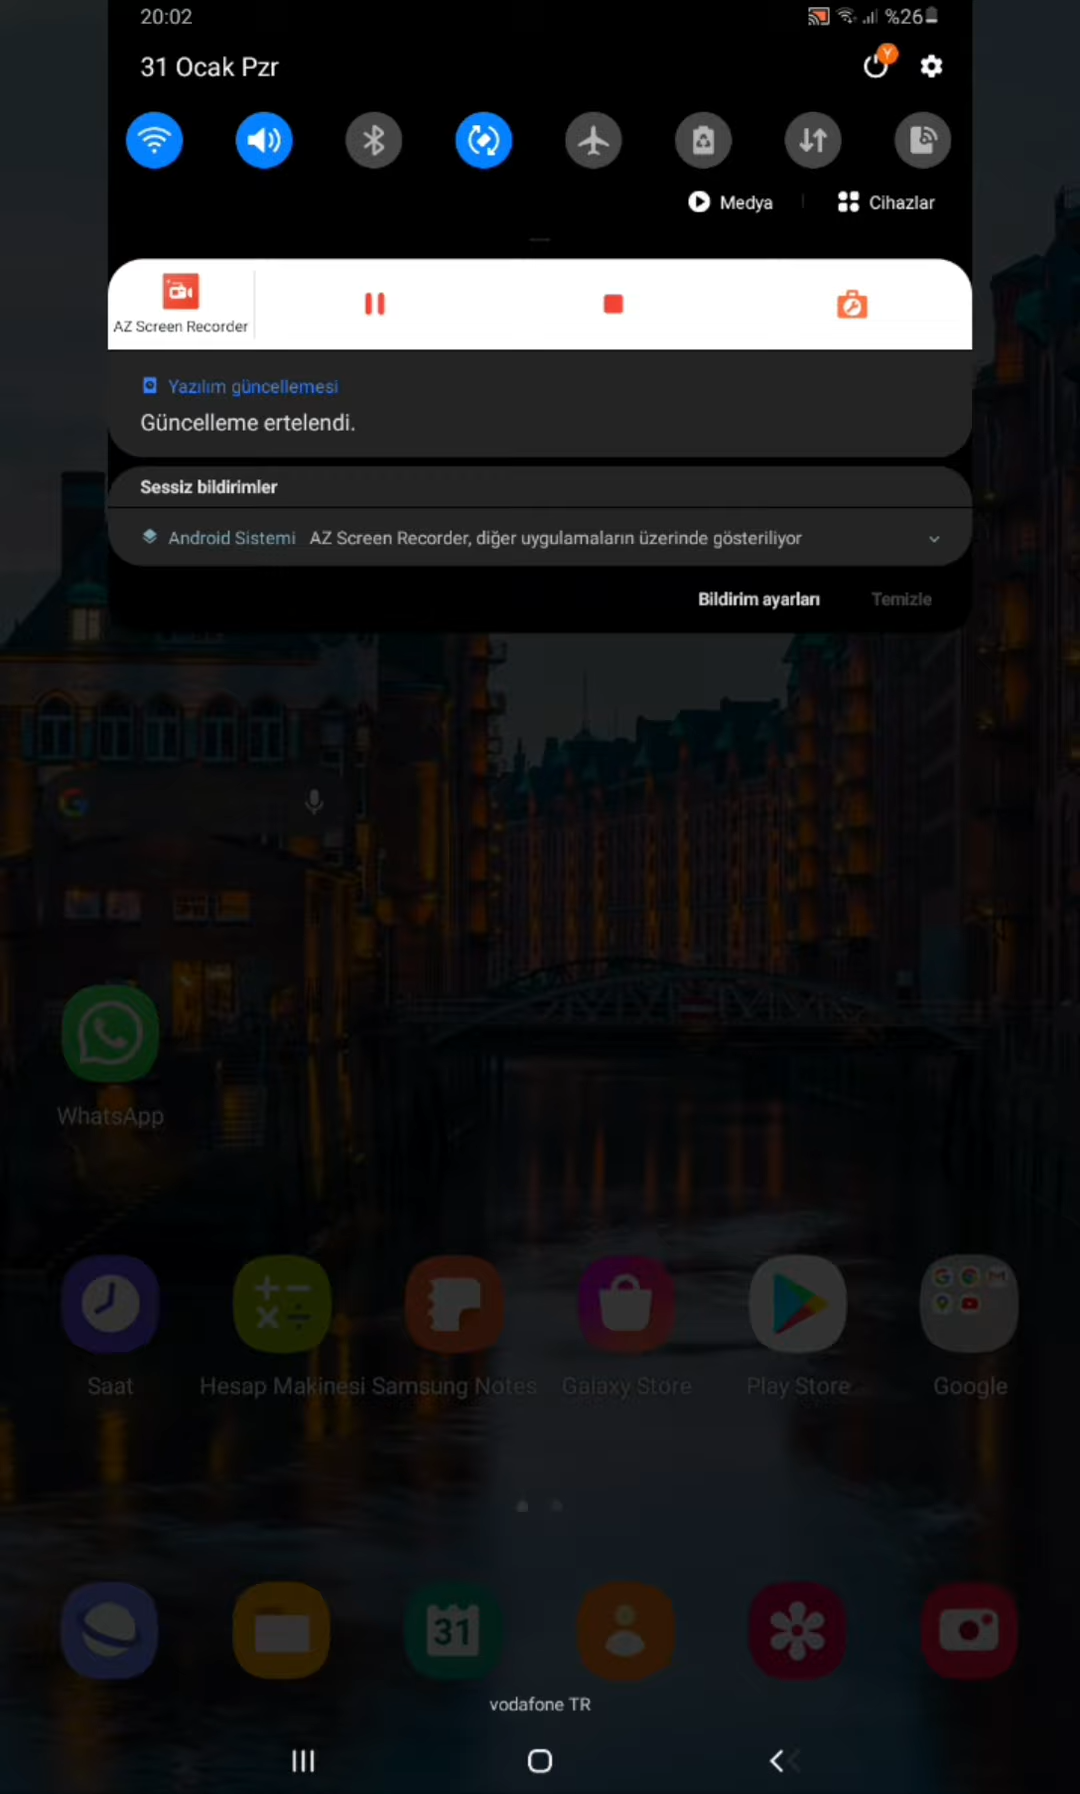 20:02
%26
31 Ocak Pzr
Y
Medya
Cihazlar
AZ Screen Recorder
Yazılım güncellemesi
Güncelleme ertelendi.
Sessiz bildirimler
Android Sistemi AZ Screen Recorder, diğer uygulamaların üzerinde gösteriliyor
Bildirim ayarları
Temizle
WhatsApp
Saat
Hesap Makinesi
Samsung Notes
Galaxy Store
Play Store
Google
31
vodafone TR